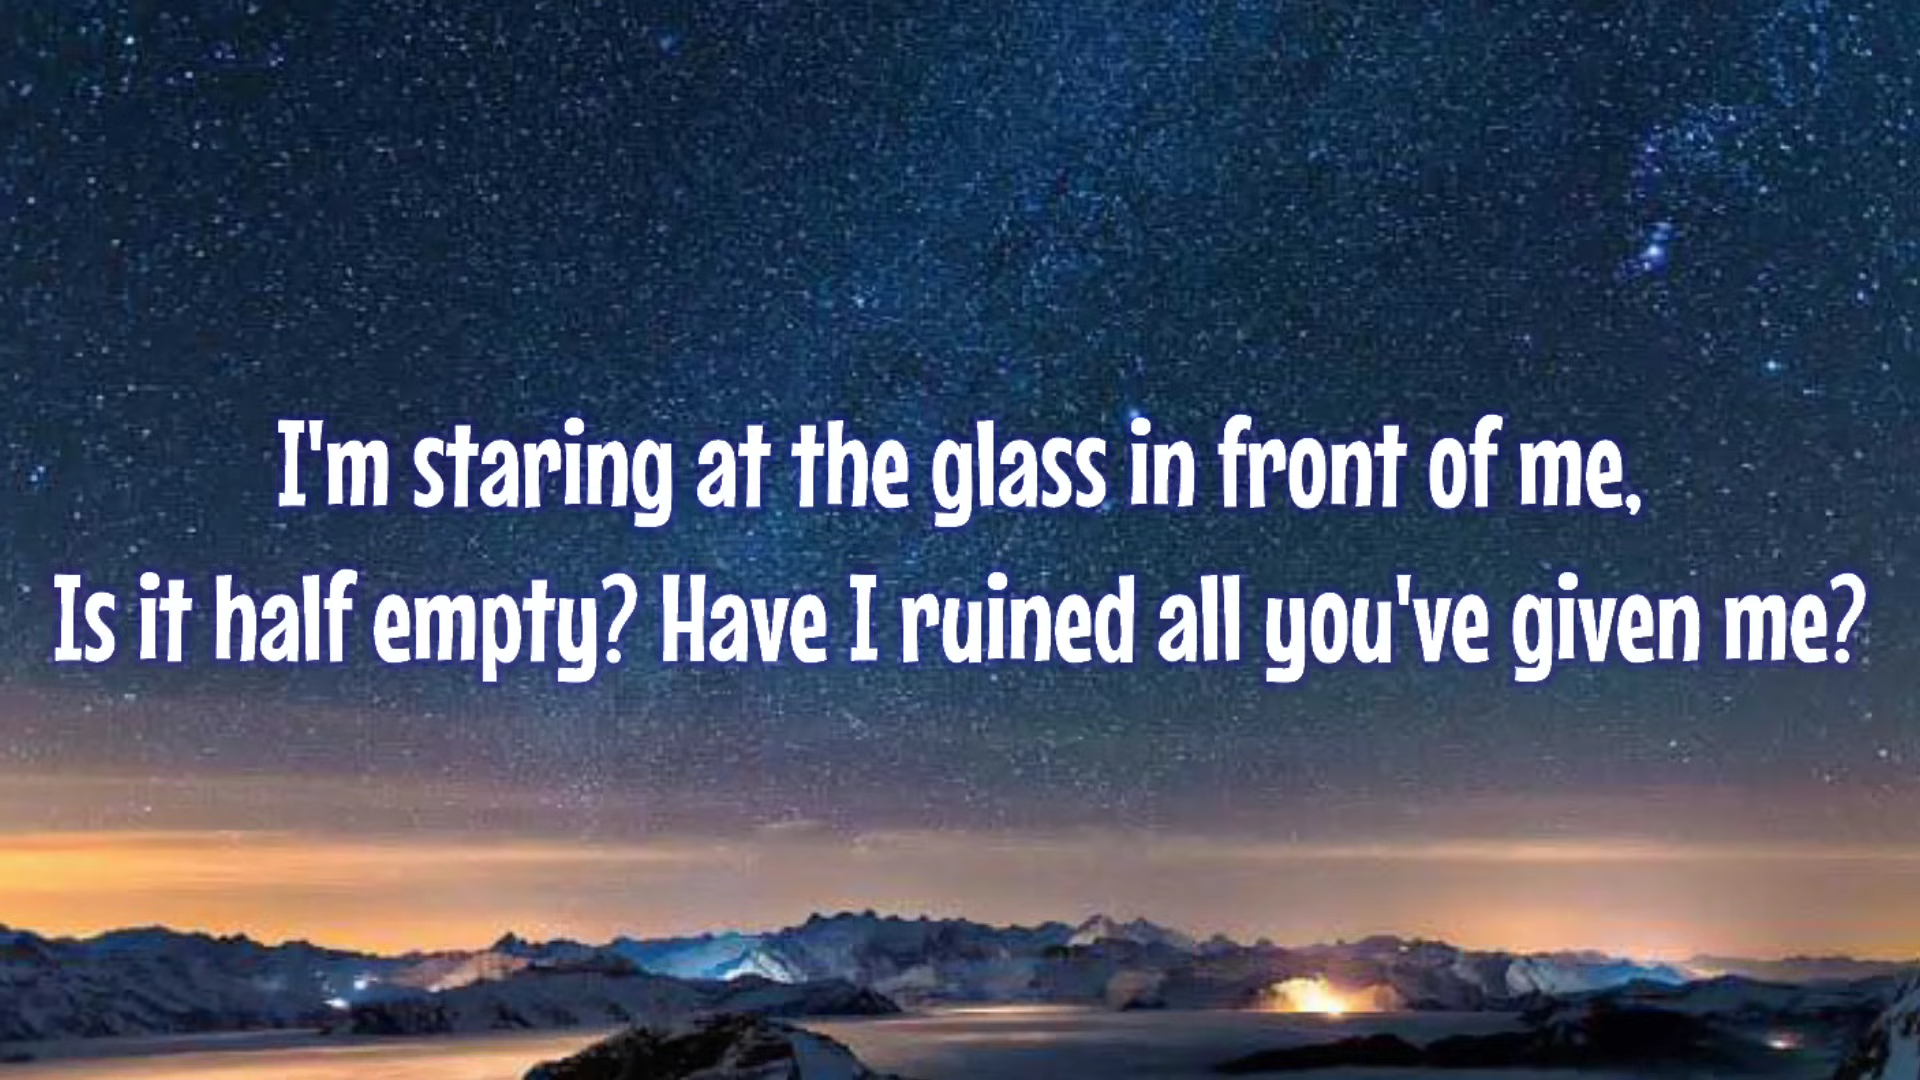 I'm staring at the glass in front of me,
Is it half empty? Have I ruined all you've given me?